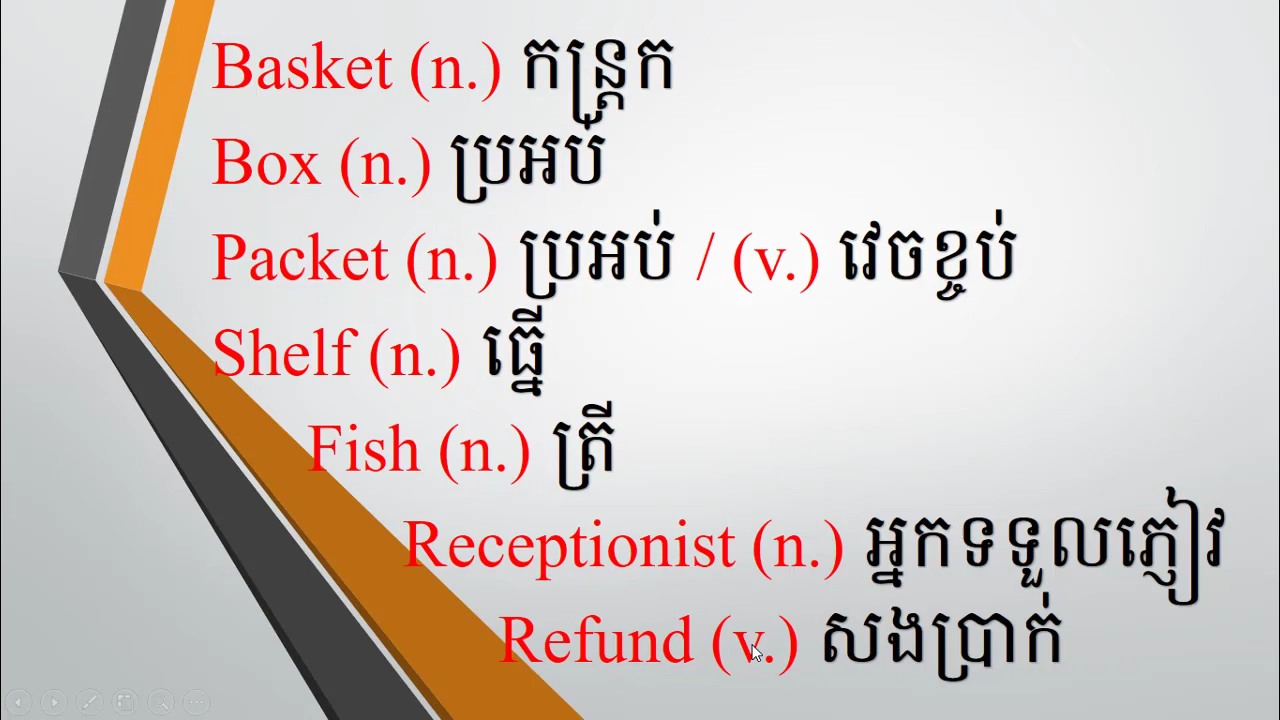 Basket (n.) កន្ត្រក
Box (n.) ប្រអប់
Packet (n.) ប្រអប់ / (v.) វេចខ្ចប់
Shelf (n.) ធ្នើ
Fish (n.) ត្រី
Receptionist (n.) អ្នកទទួលភ្ញៀវ
Refund (v.) សងប្រាក់